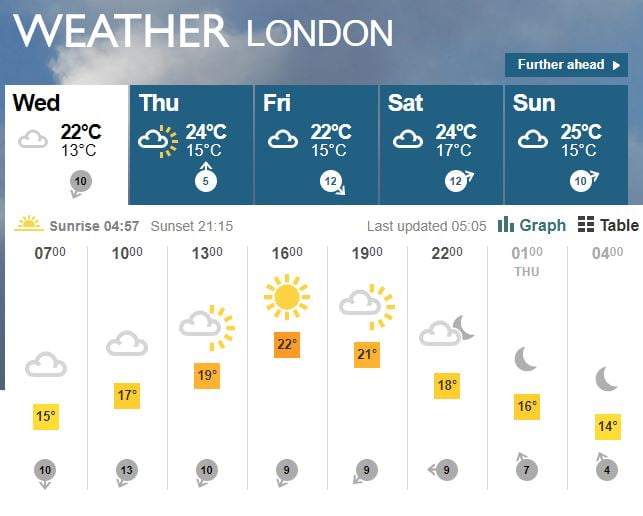 WEATHER LONDON
Further ahead
Wed Thu Fri Sat Sun
22°C 24°C 22°C 24°C 25°C
13°C 15°C 15°C 17°C 15°C
10 5 12 12 10
Sunrise 04:57 Sunset 21:15 Last updated 05:05 Graph Table
0700 1000 1300 1600 1900 2200 0100 0400
THU
22°
21°
19°
18°
17°
16°
15°
14°
10 13 10 9 9 9 7 4